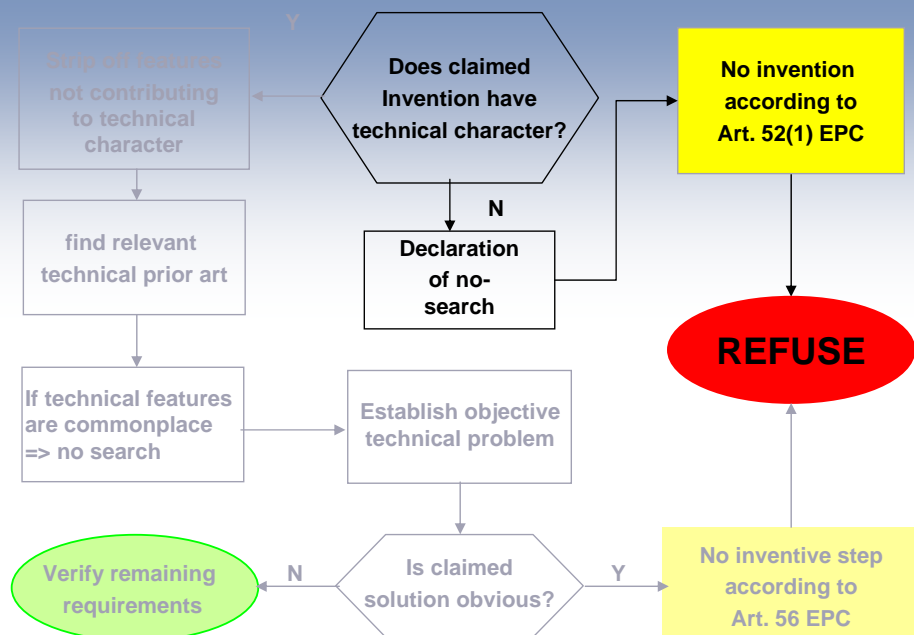 Y
Strip off features
not contributing
to technical
character
Does claimed
Invention have
technical character?
No invention
according to
Art. 52(1) EPC
N
find relevant
technical prior art
Declaration
of no-
search
REFUSE
If technical features
are commonplace
=> no search
Establish objective
technical problem
Verify remaining
requirements
N
Is claimed
solution obvious?
Y
No inventive step
according to
Art. 56 EPC